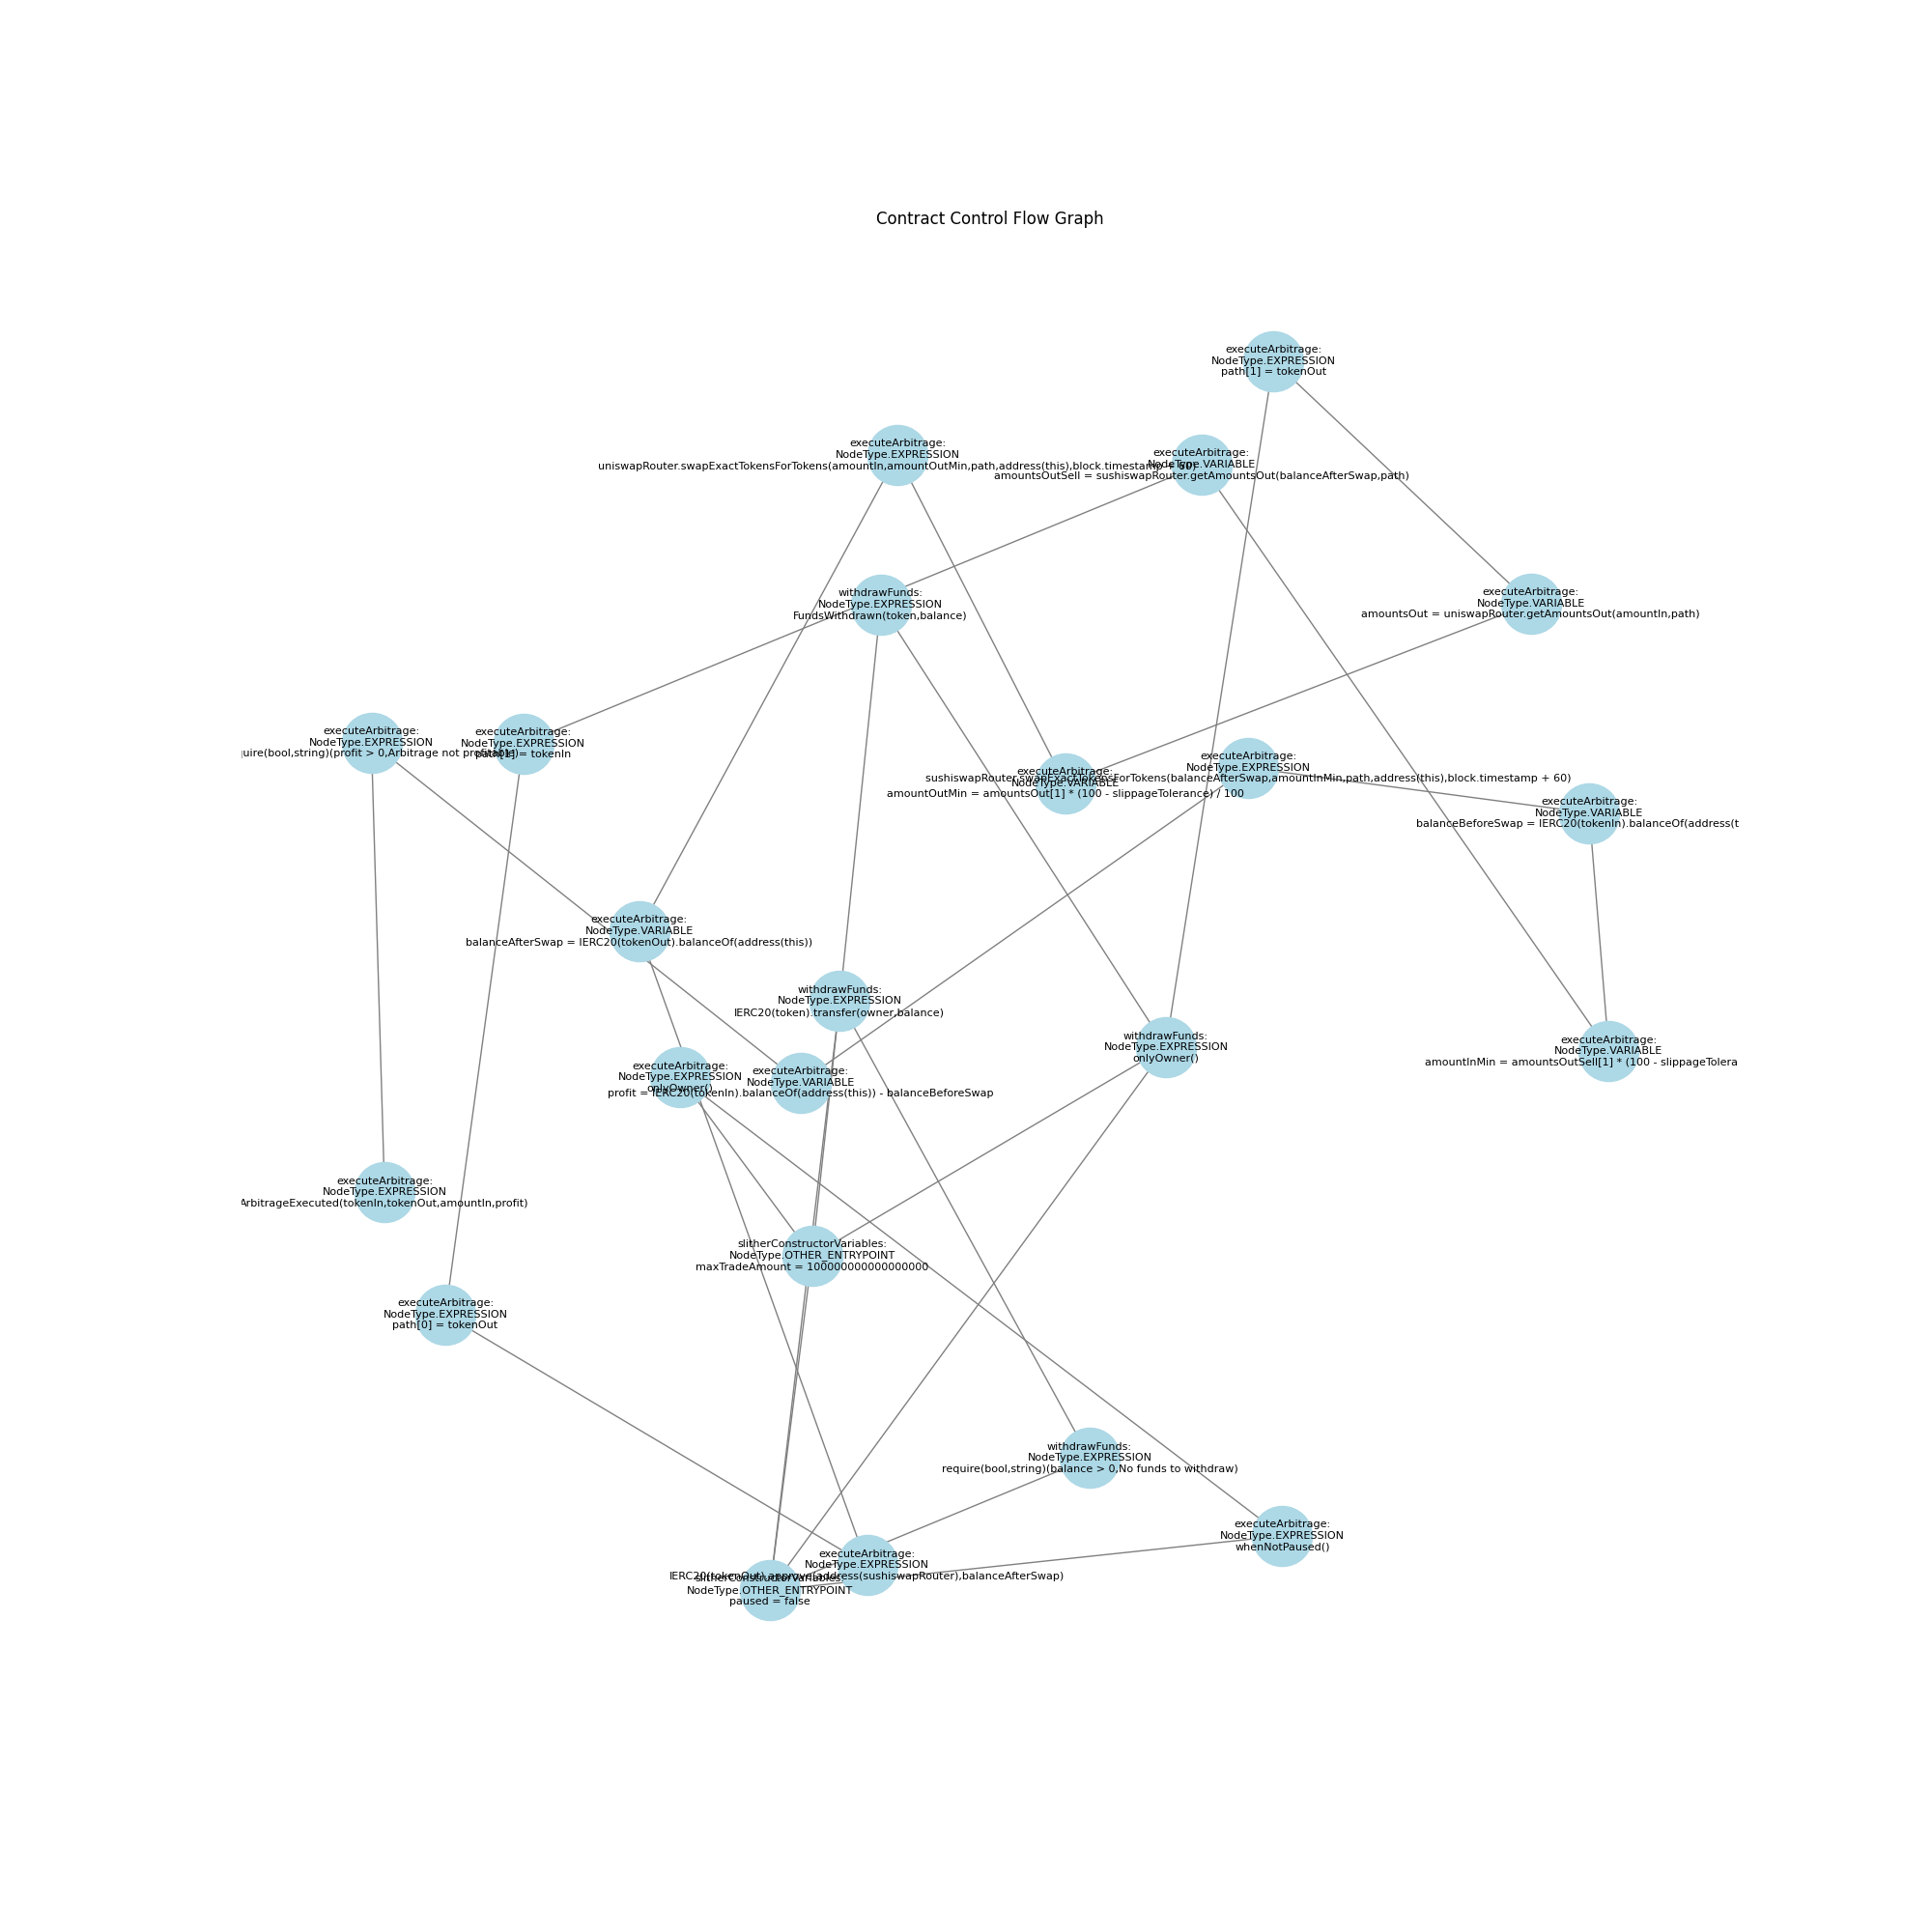 Contract Control Flow Graph
executeArbitrage:
NodeType.EXPRESSION
path[1] = tokenOut
executeArbitrage:
NodeType.EXPRESSION
uniswapRouter.swapExactTokensForTokens(amountIn,amountOutMin,path,address(this),block.timestamp + 60)
executeArbitrage:
NodeType.VARIABLE
amountsOutSell = sushiswapRouter.getAmountsOut(balanceAfterSwap,path)
withdrawFunds:
NodeType.EXPRESSION
FundsWithdrawn(token,balance)
executeArbitrage:
NodeType.VARIABLE
amountsOut = uniswapRouter.getAmountsOut(amountIn,path)
executeArbitrage:
NodeType.EXPRESSION
uire(bool,string)(profit > 0,Arbitrage not profitable)
executeArbitrage:
NodeType.EXPRESSION
path[1] = tokenIn
executeArbitrage:
NodeType.EXPRESSION
sushiswapRouter.swapExactTokensForTokens(balanceAfterSwap,amountInMin,path,address(this),block.timestamp + 60)
executeArbitrage:
NodeType.VARIABLE
amountOutMin = amountsOut[1] * (100 - slippageTolerance) / 100
executeArbitrage:
NodeType.VARIABLE
balanceBeforeSwap = IERC20(tokenIn).balanceOf(address(t
executeArbitrage:
NodeType.VARIABLE
balanceAfterSwap = IERC20(tokenOut).balanceOf(address(this))
withdrawFunds:
NodeType.EXPRESSION
IERC20(token).transfer(owner,balance)
withdrawFunds:
NodeType.EXPRESSION
onlyOwner()
executeArbitrage:
NodeType.VARIABLE
amountInMin = amountsOutSell[1] * (100 - slippageTolera
executeArbitrage:
NodeType.EXPRESSION
onlyOwner()
executeArbitrage:
NodeType.VARIABLE
profit = IERC20(tokenIn).balanceOf(address(this)) - balanceBeforeSwap
executeArbitrage:
NodeType.EXPRESSION
ArbitrageExecuted(tokenIn,tokenOut,amountIn,profit)
slitherConstructorVariables:
NodeType.OTHER_ENTRYPOINT
maxTradeAmount = 100000000000000000
executeArbitrage:
NodeType.EXPRESSION
path[0] = tokenOut
withdrawFunds:
NodeType.EXPRESSION
require(bool,string)(balance > 0,No funds to withdraw)
executeArbitrage:
NodeType.EXPRESSION
whenNotPaused()
executeArbitrage:
NodeType.EXPRESSION
IERC20(tokenOut).approve(address(sushiswapRouter),balanceAfterSwap)
slitherConstructorVariables:
NodeType.OTHER_ENTRYPOINT
paused = false